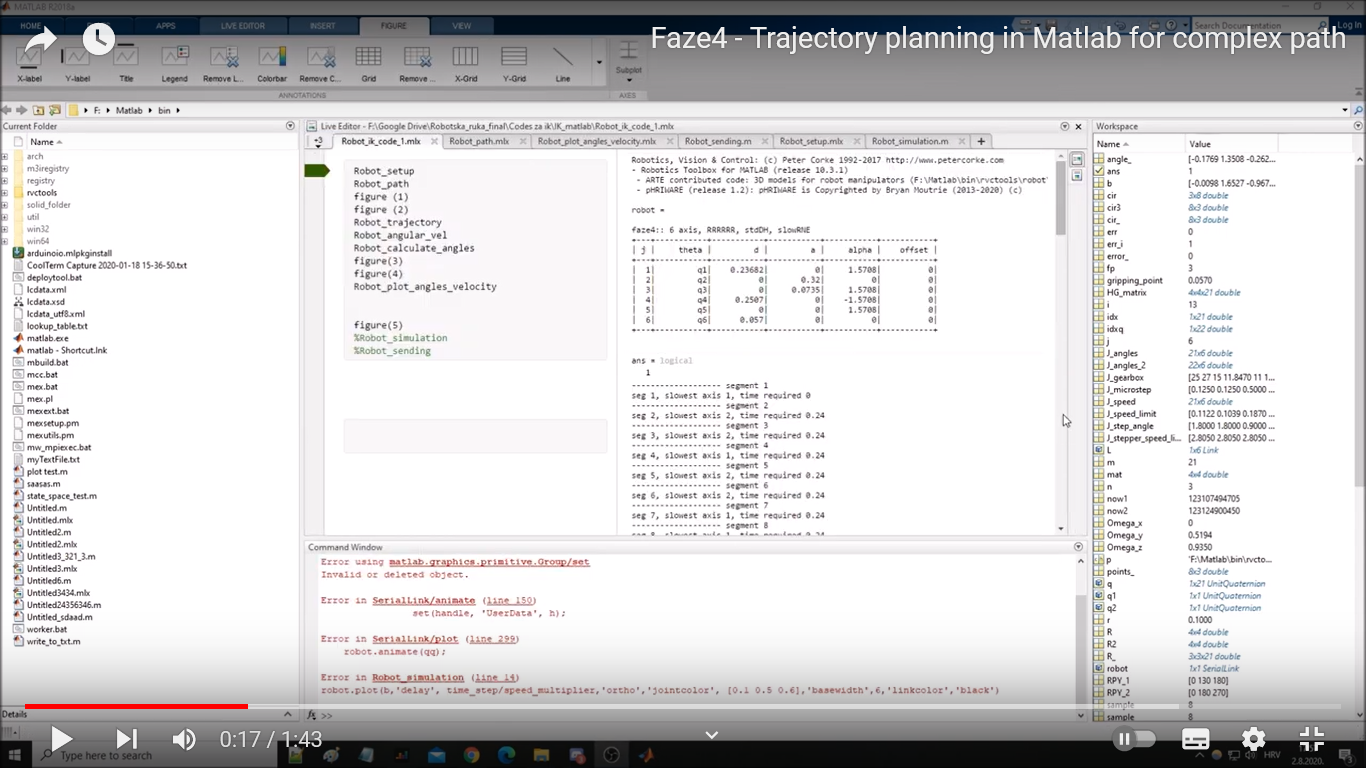 MATLAB R2018a
HOME
APPS
LIVE EDITOR
INSERT
FIGURE
VIEW
Search Documentation
Log In
Faze4 - Trajectory planning in Matlab for complex path
X-label
Y-label
Title
Legend
Remove L...
Colorbar
Remove C...
Grid
Remove ...
X-Grid
Y-Grid
Line
Subplot
ANNOTATIONS
AXES
F: ▸ Matlab ▸ bin ▸
Current Folder
Name
arch
m3iregistry
registry
rvctools
solid_folder
util
win32
win64
arduinoio.mlpkginstall
CoolTerm Capture 2020-01-18 15-36-50.txt
deploytool.bat
lcdata.xml
lcdata.xsd
lcdata_utf8.xml
lookup_table.txt
matlab.exe
matlab - Shortcut.lnk
mbuild.bat
mcc.bat
mex.bat
mex.pl
mexext.bat
mexsetup.pm
mexutils.pm
mw_mpiexec.bat
myTextFile.txt
plot test.m
saasas.m
state_space_test.m
Untitled.m
Untitled.mlx
Untitled2.m
Untitled2.mlx
Untitled3_321_3.m
Untitled3.mlx
Untitled6.m
Untitled3434.mlx
Untitled24356346.m
Untitled_sdaad.m
worker.bat
write_to_txt.m
Details
Live Editor - F:\Google Drive\Robotska_ruka_final\Codes za ik\IK_matlab\Robot_ik_code_1.mlx
Robot_ik_code_1.mlx
Robot_path.mlx
Robot_plot_angles_velocity.mlx
Robot_sending.m
Robot_setup.mlx
Robot_simulation.m
Robot_setup
Robot_path
figure (1)
figure (2)
Robot_trajectory
Robot_angular_vel
Robot_calculate_angles
figure(3)
figure(4)
Robot_plot_angles_velocity
figure(5)
%Robot_simulation
%Robot_sending
Robotics, Vision & Control: (c) Peter Corke 1992-2017 http://www.petercorke.com
- Robotics Toolbox for MATLAB (release 10.3.1)
- ARTE contributed code: 3D models for robot manipulators (F:\Matlab\bin\rvctools\robot'
- pHRIWARE (release 1.2): pHRIWARE is Copyrighted by Bryan Moutrie (2013-2020) (c)
robot =
faze4:: 6 axis, RRRRRR, stdDH, slowRNE
| j | theta | d | a | alpha | offset |
| 1| q1| 0.23682| 0| 1.5708| 0|
| 2| q2| 0| 0.32| 0| 0|
| 3| q3| 0| 0.0735| 1.5708| 0|
| 4| q4| 0.2507| 0| -1.5708| 0|
| 5| q5| 0| 0| 1.5708| 0|
| 6| q6| 0.057| 0| 0| 0|
ans = logical
1
------------------- segment 1
seg 1, slowest axis 1, time required 0
------------------- segment 2
seg 2, slowest axis 2, time required 0.24
------------------- segment 3
seg 3, slowest axis 2, time required 0.24
------------------- segment 4
seg 4, slowest axis 1, time required 0.24
------------------- segment 5
seg 5, slowest axis 2, time required 0.24
------------------- segment 6
seg 6, slowest axis 2, time required 0.24
------------------- segment 7
seg 7, slowest axis 1, time required 0.24
------------------- segment 8
seg 8, slowest axis 1, time required 0.24
Command Window
Error using matlab.graphics.primitive.Group/set
Invalid or deleted object.
Error in SerialLink/animate (line 150)
set(handle, 'UserData', h);
Error in SerialLink/plot (line 299)
robot.animate(qq);
Error in Robot_simulation (line 14)
robot.plot(b,'delay', time_step/speed_multiplier,'ortho','jointcolor', [0.1 0.5 0.6],'basewidth',6,'linkcolor','black')
fx >>
Workspace
Name Value
angle_ [-0.1769 1.3508 -0.262...
ans 1
b [-0.0098 1.6527 -0.967...
cir 3x8 double
cir3 8x3 double
cir_ 8x3 double
err 0
err_i 1
error_ 0
fp 3
gripping_point 0.0570
HG_matrix 4x4x21 double
i 13
idx 1x21 double
idxq 1x22 double
j 6
J_angles 21x6 double
J_angles_2 22x6 double
J_gearbox [25 27 15 11.8470 11 1...
J_microstep [0.1250 0.1250 0.5000 ...
J_speed 21x6 double
J_speed_limit [0.1122 0.1039 0.1870 ...
J_step_angle [1.8000 1.8000 0.9000 ...
J_stepper_speed_li... [2.8050 2.8050 2.8050 ...
L 1x6 Link
m 21
mat 4x4 double
n 3
now1 123107494705
now2 123124900450
Omega_x 0
Omega_y 0.5194
Omega_z 0.9350
p 'F:\Matlab\bin\rvcto...
points_ 8x3 double
q 1x21 UnitQuaternion
q1 1x1 UnitQuaternion
q2 1x1 UnitQuaternion
r 0.1000
R 4x4 double
R2 4x4 double
R_ 3x3x21 double
robot 1x1 SerialLink
RPY_1 [0 130 180]
RPY_2 [0 180 270]
sample 8
sample 8
0:17 / 1:43
Type here to search
HRV
2.8.2020.